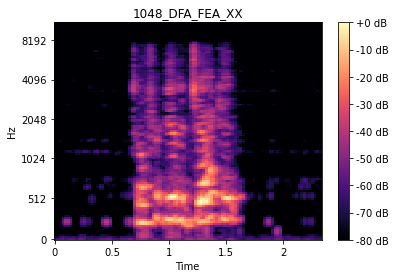 1048_DFA_FEA_XX
+0 dB
8192
-10 dB
4096
-20 dB
-30 dB
2048
Hz
-40 dB
1024
-50 dB
512
-60 dB
-70 dB
0
-80 dB
0 0.5 1 1.5 2
Time